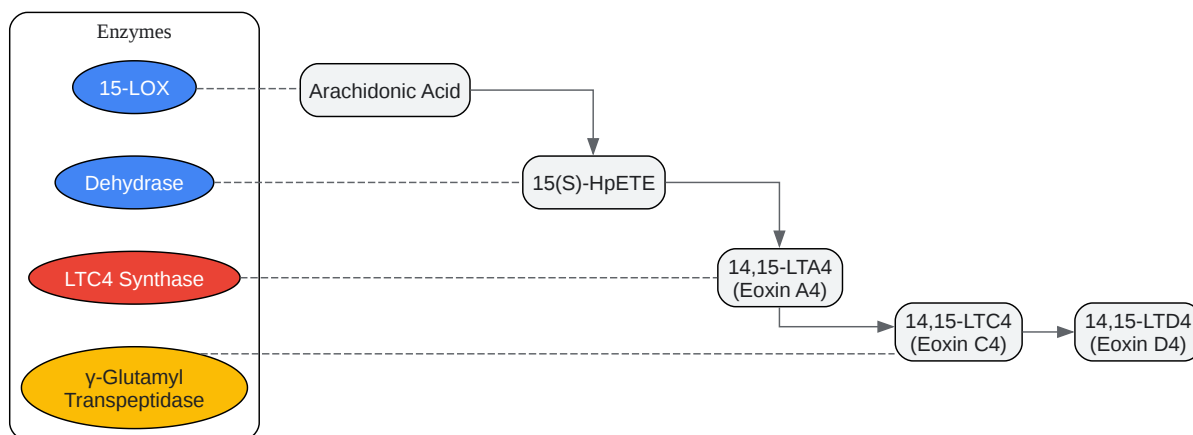 Enzymes
15-LOX
Arachidonic Acid
Dehydrase
15(S)-HpETE
LTC4 Synthase
14,15-LTA4
(Eoxin A4)
14,15-LTC4
(Eoxin C4)
14,15-LTD4
(Eoxin D4)
γ-Glutamyl
Transpeptidase